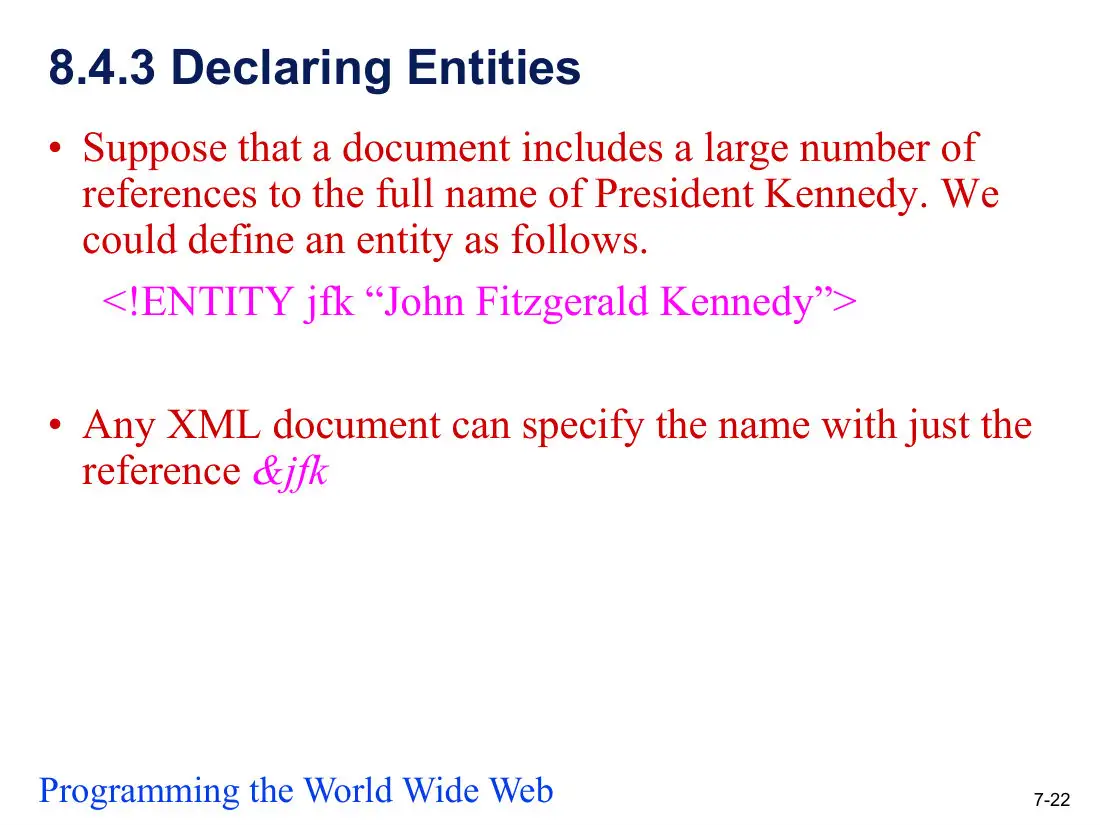 8.4.3 Declaring Entities
• Suppose that a document includes a large number of
references to the full name of President Kennedy. We
could define an entity as follows.
<!ENTITY jfk “John Fitzgerald Kennedy”>
• Any XML document can specify the name with just the
reference &jfk
Programming the World Wide Web
7-22